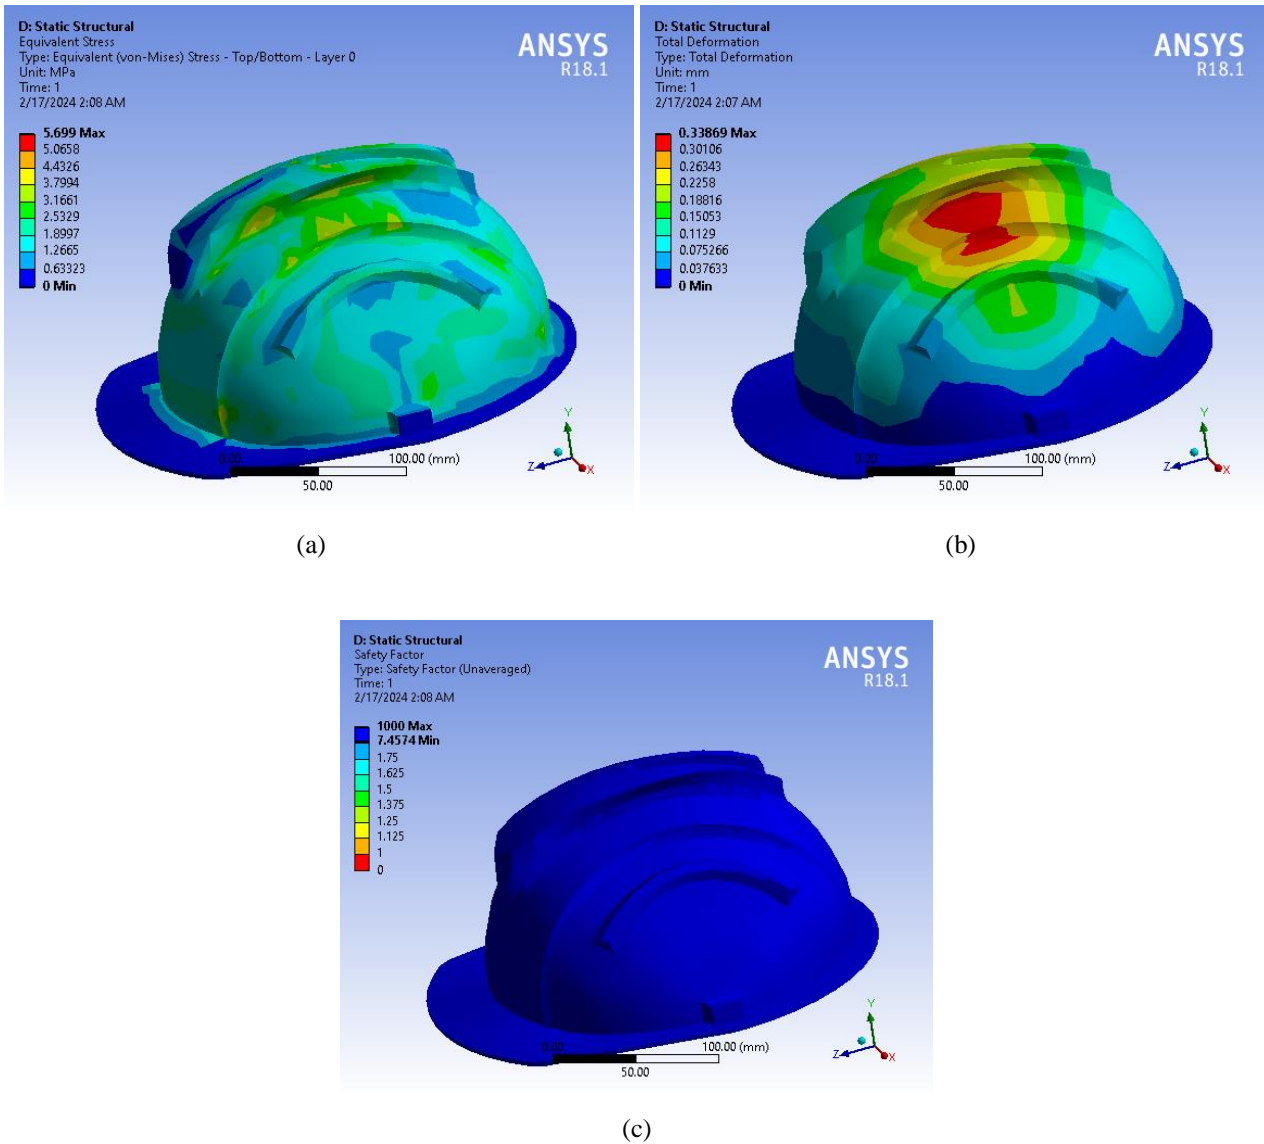 D: Static Structural
Equivalent Stress
Type: Equivalent (von-Mises) Stress - Top/Bottom - Layer 0
Unit: MPa
Time: 1
2/17/2024 2:08 AM
ANSYS
R18.1
5.699 Max
5.0658
4.4326
3.7994
3.1661
2.5329
1.8997
1.2665
0.63323
0 Min
0.00
100.00 (mm)
50.00
Y
Z
X
(a)
D: Static Structural
Total Deformation
Type: Total Deformation
Unit: mm
Time: 1
2/17/2024 2:07 AM
ANSYS
R18.1
0.33869 Max
0.30106
0.26343
0.2258
0.18816
0.15053
0.1129
0.075266
0.037633
0 Min
0.00
100.00 (mm)
50.00
Y
Z
X
(b)
D: Static Structural
Safety Factor
Type: Safety Factor (Unaveraged)
Time: 1
2/17/2024 2:08 AM
ANSYS
R18.1
1000 Max
7.4574 Min
1.75
1.625
1.5
1.375
1.25
1.125
1
0
0.00
100.00 (mm)
50.00
Y
Z
X
(c)